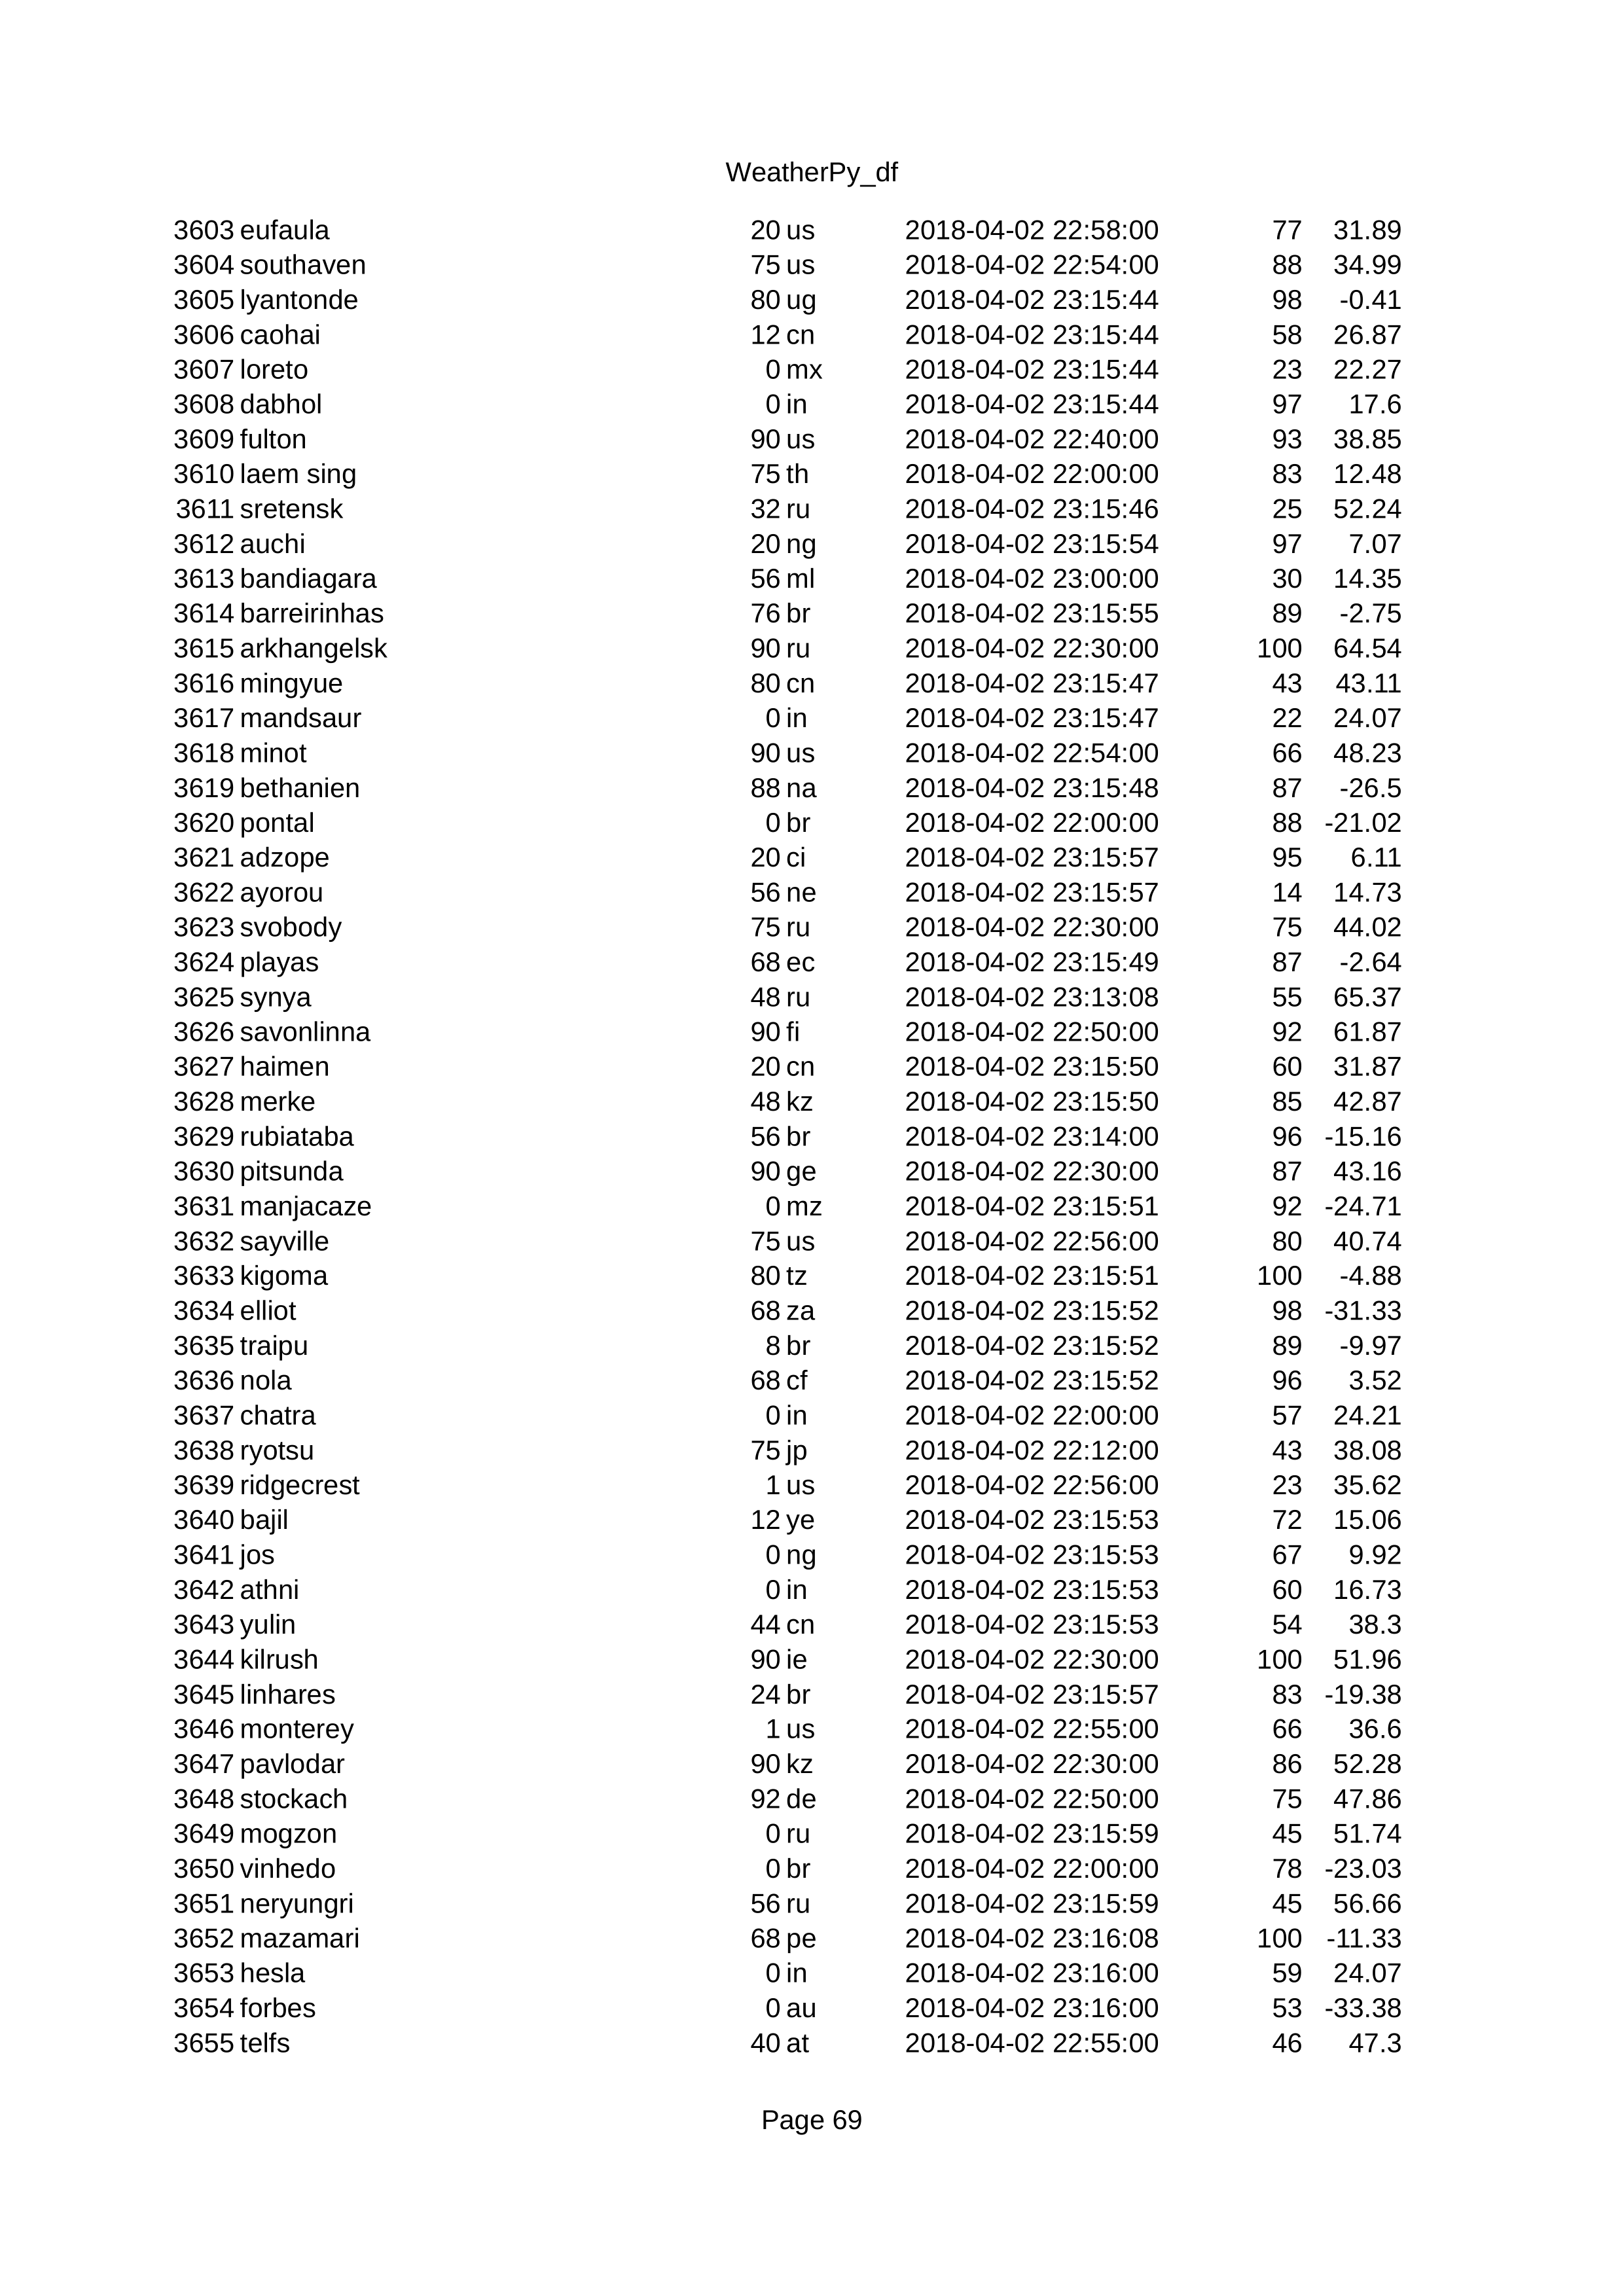 WeatherPy_df
3603 eufaula 20 us 2018-04-02 22:58:00 77 31.89
3604 southaven 75 us 2018-04-02 22:54:00 88 34.99
3605 lyantonde 80 ug 2018-04-02 23:15:44 98 -0.41
3606 caohai 12 cn 2018-04-02 23:15:44 58 26.87
3607 loreto 0 mx 2018-04-02 23:15:44 23 22.27
3608 dabhol 0 in 2018-04-02 23:15:44 97 17.6
3609 fulton 90 us 2018-04-02 22:40:00 93 38.85
3610 laem sing 75 th 2018-04-02 22:00:00 83 12.48
3611 sretensk 32 ru 2018-04-02 23:15:46 25 52.24
3612 auchi 20 ng 2018-04-02 23:15:54 97 7.07
3613 bandiagara 56 ml 2018-04-02 23:00:00 30 14.35
3614 barreirinhas 76 br 2018-04-02 23:15:55 89 -2.75
3615 arkhangelsk 90 ru 2018-04-02 22:30:00 100 64.54
3616 mingyue 80 cn 2018-04-02 23:15:47 43 43.11
3617 mandsaur 0 in 2018-04-02 23:15:47 22 24.07
3618 minot 90 us 2018-04-02 22:54:00 66 48.23
3619 bethanien 88 na 2018-04-02 23:15:48 87 -26.5
3620 pontal 0 br 2018-04-02 22:00:00 88 -21.02
3621 adzope 20 ci 2018-04-02 23:15:57 95 6.11
3622 ayorou 56 ne 2018-04-02 23:15:57 14 14.73
3623 svobody 75 ru 2018-04-02 22:30:00 75 44.02
3624 playas 68 ec 2018-04-02 23:15:49 87 -2.64
3625 synya 48 ru 2018-04-02 23:13:08 55 65.37
3626 savonlinna 90 fi 2018-04-02 22:50:00 92 61.87
3627 haimen 20 cn 2018-04-02 23:15:50 60 31.87
3628 merke 48 kz 2018-04-02 23:15:50 85 42.87
3629 rubiataba 56 br 2018-04-02 23:14:00 96 -15.16
3630 pitsunda 90 ge 2018-04-02 22:30:00 87 43.16
3631 manjacaze 0 mz 2018-04-02 23:15:51 92 -24.71
3632 sayville 75 us 2018-04-02 22:56:00 80 40.74
3633 kigoma 80 tz 2018-04-02 23:15:51 100 -4.88
3634 elliot 68 za 2018-04-02 23:15:52 98 -31.33
3635 traipu 8 br 2018-04-02 23:15:52 89 -9.97
3636 nola 68 cf 2018-04-02 23:15:52 96 3.52
3637 chatra 0 in 2018-04-02 22:00:00 57 24.21
3638 ryotsu 75 jp 2018-04-02 22:12:00 43 38.08
3639 ridgecrest 1 us 2018-04-02 22:56:00 23 35.62
3640 bajil 12 ye 2018-04-02 23:15:53 72 15.06
3641 jos 0 ng 2018-04-02 23:15:53 67 9.92
3642 athni 0 in 2018-04-02 23:15:53 60 16.73
3643 yulin 44 cn 2018-04-02 23:15:53 54 38.3
3644 kilrush 90 ie 2018-04-02 22:30:00 100 51.96
3645 linhares 24 br 2018-04-02 23:15:57 83 -19.38
3646 monterey 1 us 2018-04-02 22:55:00 66 36.6
3647 pavlodar 90 kz 2018-04-02 22:30:00 86 52.28
3648 stockach 92 de 2018-04-02 22:50:00 75 47.86
3649 mogzon 0 ru 2018-04-02 23:15:59 45 51.74
3650 vinhedo 0 br 2018-04-02 22:00:00 78 -23.03
3651 neryungri 56 ru 2018-04-02 23:15:59 45 56.66
3652 mazamari 68 pe 2018-04-02 23:16:08 100 -11.33
3653 hesla 0 in 2018-04-02 23:16:00 59 24.07
3654 forbes 0 au 2018-04-02 23:16:00 53 -33.38
3655 telfs 40 at 2018-04-02 22:55:00 46 47.3
Page 69